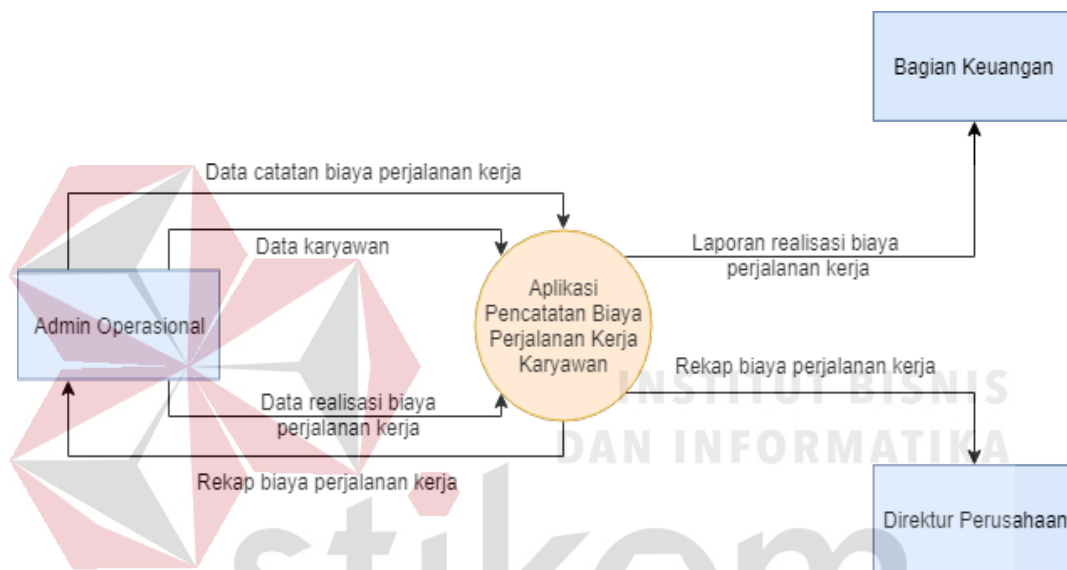 Bagian Keuangan
Data catatan biaya perjalanan kerja
Data karyawan
Laporan realisasi biaya
perjalanan kerja
Admin Operasional
Aplikasi
Pencatatan Biaya
Perjalanan Kerja
Karyawan
Rekap biaya perjalanan kerja
INSTITUT BISNIS
DAN INFORMATIKA
Data realisasi biaya
perjalanan kerja
Rekap biaya perjalanan kerja
Direktur Perusahaan
stikom